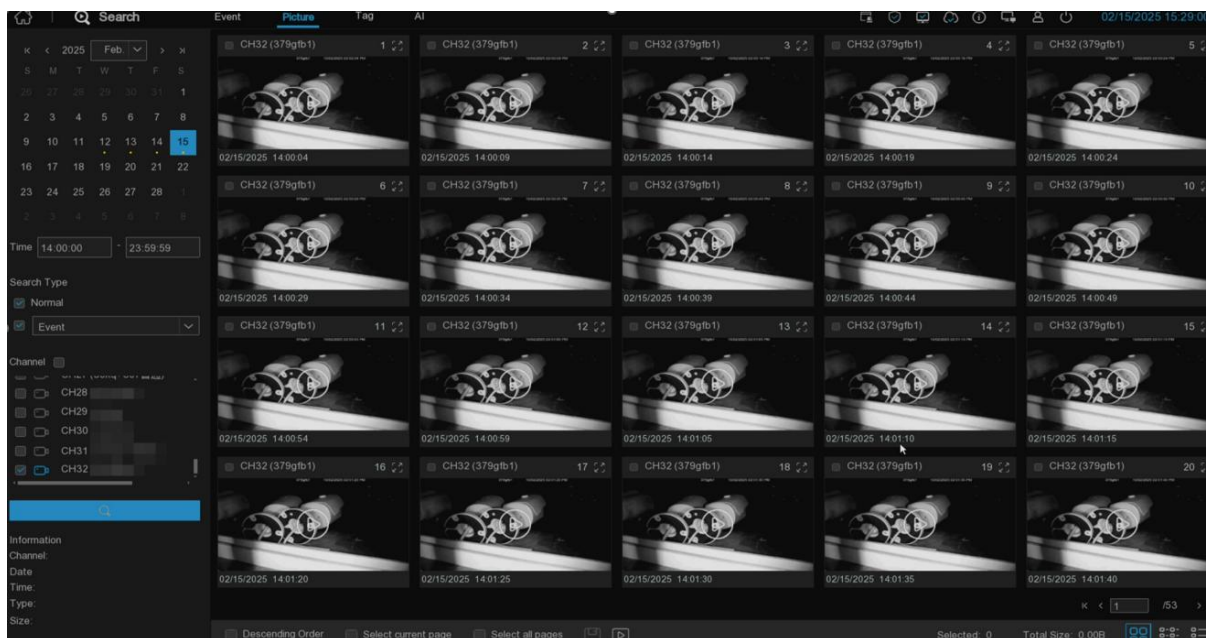 Search
Event Picture Tag AI
02/15/2025 15:29:00
2025 Feb.
S M T W T F S
26 27 28 29 30 31 1
2 3 4 5 6 7 8
9 10 11 12 13 14 15
16 17 18 19 20 21 22
23 24 25 26 27 28 1
2 3 4 5 6 7 8
Time 14:00:00 - 23:59:59
Search Type
Normal
Event
Channel
CH28
CH29
CH30
CH31
CH32
Information
Channel:
Date
Time:
Type:
Size:
CH32 (379gfb1) 1 CH32 (379gfb1) 2 CH32 (379gfb1) 3 CH32 (379gfb1) 4 CH32 (379gfb1) 5
02/15/2025 14:00:04 02/15/2025 14:00:09 02/15/2025 14:00:14 02/15/2025 14:00:19 02/15/2025 14:00:24
CH32 (379gfb1) 6 CH32 (379gfb1) 7 CH32 (379gfb1) 8 CH32 (379gfb1) 9 CH32 (379gfb1) 10
02/15/2025 14:00:29 02/15/2025 14:00:34 02/15/2025 14:00:39 02/15/2025 14:00:44 02/15/2025 14:00:49
CH32 (379gfb1) 11 CH32 (379gfb1) 12 CH32 (379gfb1) 13 CH32 (379gfb1) 14 CH32 (379gfb1) 15
02/15/2025 14:00:54 02/15/2025 14:00:59 02/15/2025 14:01:05 02/15/2025 14:01:10 02/15/2025 14:01:15
CH32 (379gfb1) 16 CH32 (379gfb1) 17 CH32 (379gfb1) 18 CH32 (379gfb1) 19 CH32 (379gfb1) 20
02/15/2025 14:01:20 02/15/2025 14:01:25 02/15/2025 14:01:30 02/15/2025 14:01:35 02/15/2025 14:01:40
1 /53
Descending Order Select current page Select all pages Selected: 0 Total Size: 0.00B